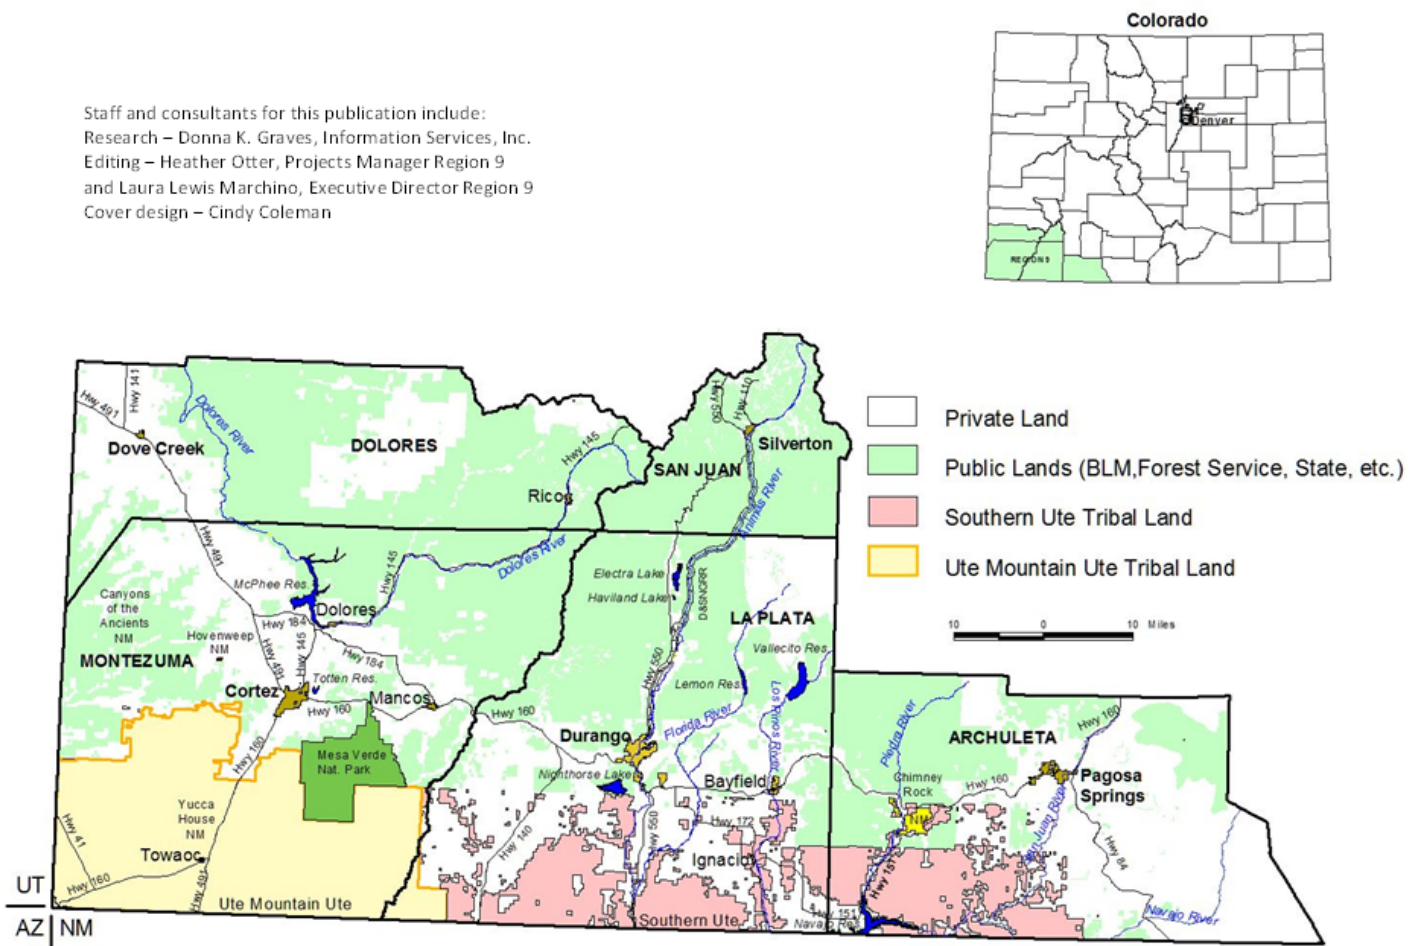 Colorado
Denver
REGION 9
Staff and consultants for this publication include:
Research – Donna K. Graves, Information Services, Inc.
Editing – Heather Otter, Projects Manager Region 9
and Laura Lewis Marchino, Executive Director Region 9
Cover design – Cindy Coleman
Private Land
Public Lands (BLM,Forest Service, State, etc.)
Southern Ute Tribal Land
Ute Mountain Ute Tribal Land
10 0 10 Miles
Hwy 491
Hwy 141
Dolores River
Dove Creek
DOLORES
Hwy 145
Rico
SAN JUAN
Hwy 550
Hwy 110
Silverton
Animas River
Hwy 491
McPhee Res.
Dolores
Hwy 145
Dolores River
Electra Lake
Haviland Lake
D&SNGRR
LA PLATA
Vallecito Res.
Canyons
of the
Ancients
NM
Hovenweep
NM
MONTEZUMA
Hwy 184
Hwy 491
Hwy 145
Hwy 184
Totten Res.
Cortez
Hwy 160
Mancos
Hwy 160
Hwy 550
Lemon Res.
Los Pinos River
Florida River
Durango
Nighthorse Lake
Bayfield
Piedra River
ARCHULETA
Hwy 160
Chimney
Rock
NM
Hwy 160
Pagosa
Springs
San Juan River
Hwy 84
Navajo River
Mesa Verde
Nat. Park
Hwy 160
Yucca
House
NM
Towaoc
Hwy 41
Hwy 160
Hwy 491
Ute Mountain Ute
Hwy 140
Hwy 550
Hwy 172
Ignacio
Southern Ute
Hwy 151
Hwy 151
Navajo Res.
UT
AZ NM